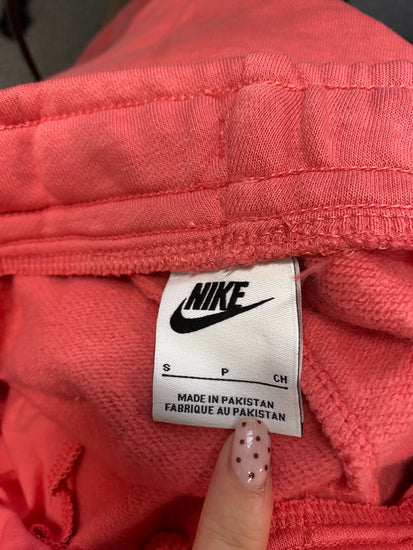 NIKE
S P CH
MADE IN PAKISTAN
FABRIQUE AU PAKISTAN